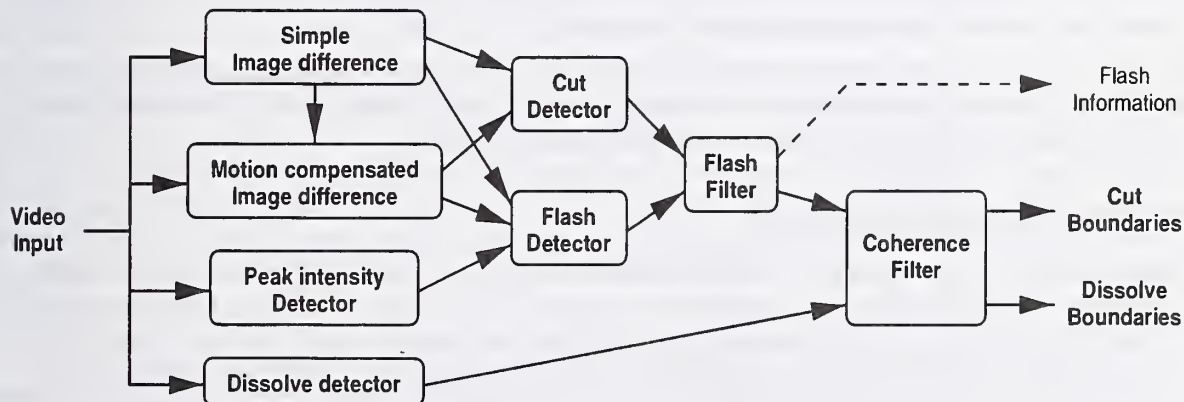 Video
Input
Simple
Image difference
Motion compensated
Image difference
Peak intensity
Detector
Dissolve detector
Cut
Detector
Flash
Detector
Flash
Filter
Coherence
Filter
Flash
Information
Cut
Boundaries
Dissolve
Boundaries